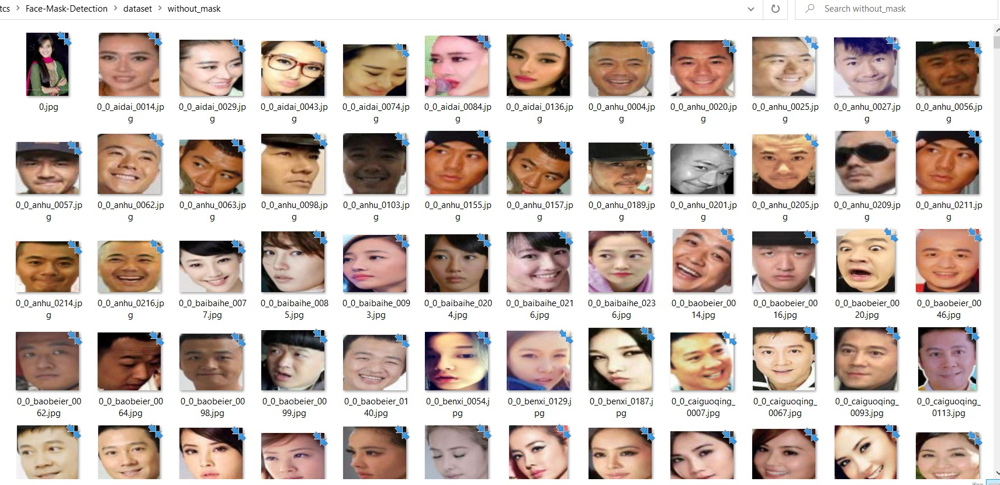 tcs > Face-Mask-Detection > dataset > without_mask
Search without_mask
0.jpg
0_0_aidai_0014.jp
g
0_0_aidai_0029.jp
g
0_0_aidai_0043.jp
g
0_0_aidai_0074.jp
g
0_0_aidai_0084.jp
g
0_0_aidai_0136.jp
g
0_0_anhu_0004.jp
g
0_0_anhu_0020.jp
g
0_0_anhu_0025.jp
g
0_0_anhu_0027.jp
g
0_0_anhu_0056.jp
g
0_0_anhu_0057.jp
g
0_0_anhu_0062.jp
g
0_0_anhu_0063.jp
g
0_0_anhu_0098.jp
g
0_0_anhu_0103.jp
g
0_0_anhu_0155.jp
g
0_0_anhu_0157.jp
g
0_0_anhu_0189.jp
g
0_0_anhu_0201.jp
g
0_0_anhu_0205.jp
g
0_0_anhu_0209.jp
g
0_0_anhu_0211.jp
g
0_0_anhu_0214.jp
g
0_0_anhu_0216.jp
g
0_0_baibaihe_007
7.jpg
0_0_baibaihe_008
5.jpg
0_0_baibaihe_009
3.jpg
0_0_baibaihe_020
4.jpg
0_0_baibaihe_021
6.jpg
0_0_baibaihe_023
6.jpg
0_0_baobeier_00
14.jpg
0_0_baobeier_00
16.jpg
0_0_baobeier_00
20.jpg
0_0_baobeier_00
46.jpg
0_0_baobeier_00
62.jpg
0_0_baobeier_00
64.jpg
0_0_baobeier_00
98.jpg
0_0_baobeier_00
99.jpg
0_0_baobeier_01
40.jpg
0_0_benxi_0054.j
pg
0_0_benxi_0129.j
pg
0_0_benxi_0187.j
pg
0_0_caiguoqing_
0007.jpg
0_0_caiguoqing_
0067.jpg
0_0_caiguoqing_
0093.jpg
0_0_caiguoqing_
0113.jpg